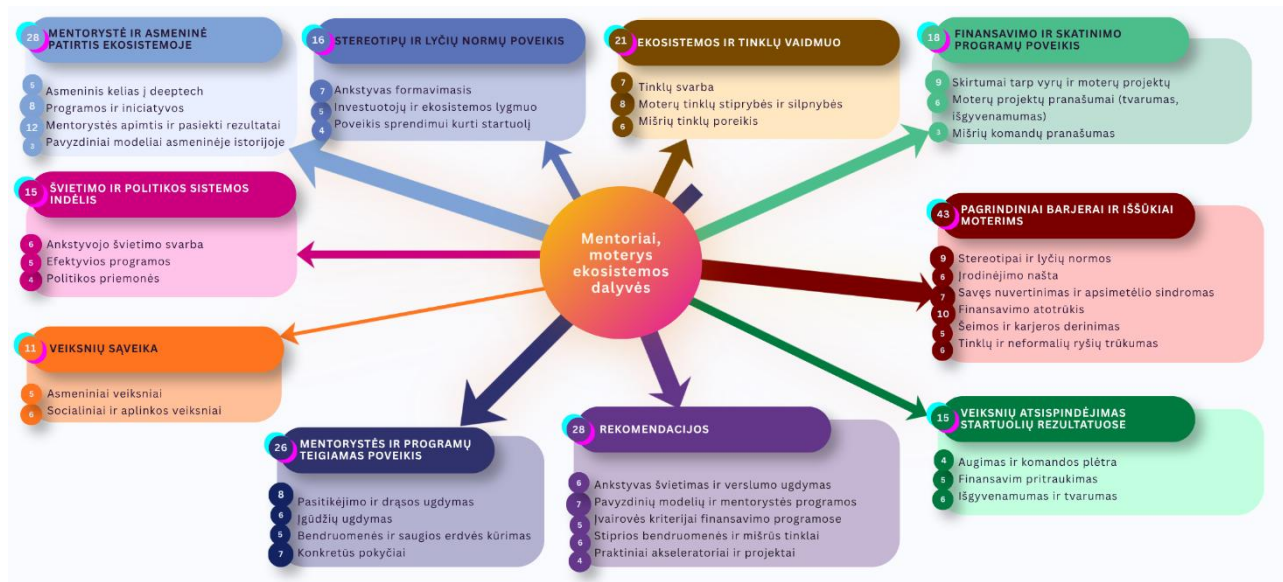 28 MENTORYSTĖ IR ASMENINĖ
PATIRTIS EKOSISTEMOJE
5 Asmeninis kelias į deeptech
8 Programos ir iniciatyvos
12 Mentorystės apimtis ir pasiekti rezultatai
3 Pavyzdiniai modeliai asmeninėje istorijoje
16 STEREOTIPŲ IR LYČIŲ NORMŲ POVEIKIS
7 Ankstyvas formavimasis
5 Investuotojų ir ekosistemos lygmuo
4 Poveikis sprendimui kurti startuolį
21 EKOSISTEMOS IR TINKLŲ VAIDMUO
7 Tinklų svarba
8 Moterų tinklų stiprybės ir silpnybės
6 Mišrių tinklų poreikis
18 FINANSAVIMO IR SKATINIMO
PROGRAMŲ POVEIKIS
9 Skirtumai tarp vyrų ir moterų projektų
6 Moterų projektų pranašumai (tvarumas,
išgyvenamumas)
3 Mišrių komandų pranašumas
15 ŠVIETIMO IR POLITIKOS SISTEMOS
INDĖLIS
6 Ankstyvojo švietimo svarba
5 Efektyvios programos
4 Politikos priemonės
Mentoriai,
moterys
ekosistemos
dalyvės
43 PAGRINDINIAI BARJERAI IR IŠŠŪKIAI
MOTERIMS
9 Stereotipai ir lyčių normos
6 Įrodinėjimo našta
7 Savęs nuvertinimas ir apsimetėlio sindromas
10 Finansavimo atotrūkis
5 Šeimos ir karjeros derinimas
6 Tinklų ir neformalių ryšių trūkumas
11 VEIKSNIŲ SĄVEIKA
5 Asmeniniai veiksniai
6 Socialiniai ir aplinkos veiksniai
26 MENTORYSTĖS IR PROGRAMŲ
TEIGIAMAS POVEIKIS
8 Pasitikėjimo ir drąsos ugdymas
6 Įgūdžių ugdymas
5 Bendruomenės ir saugios erdvės kūrimas
7 Konkretūs pokyčiai
28 REKOMENDACIJOS
6 Ankstyvas švietimas ir verslumo ugdymas
7 Pavyzdinių modelių ir mentorystės programos
5 Įvairovės kriterijai finansavimo programose
6 Stiprios bendruomenės ir mišrūs tinklai
4 Praktiniai akseleratoriai ir projektai
15 VEIKSNIŲ ATSISPINDĖJIMAS
STARTUOLIŲ REZULTATUOSE
4 Augimas ir komandos plėtra
5 Finansavim pritraukimas
6 Išgyvenamumas ir tvarumas